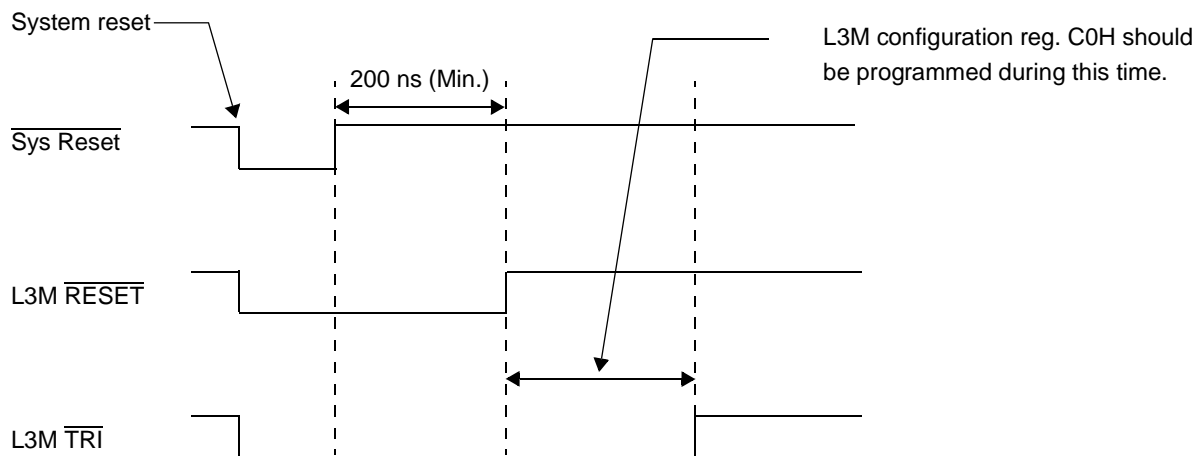 System reset
L3M configuration reg. C0H should
be programmed during this time.
200 ns (Min.)
Sys Reset
L3M RESET
L3M TRI